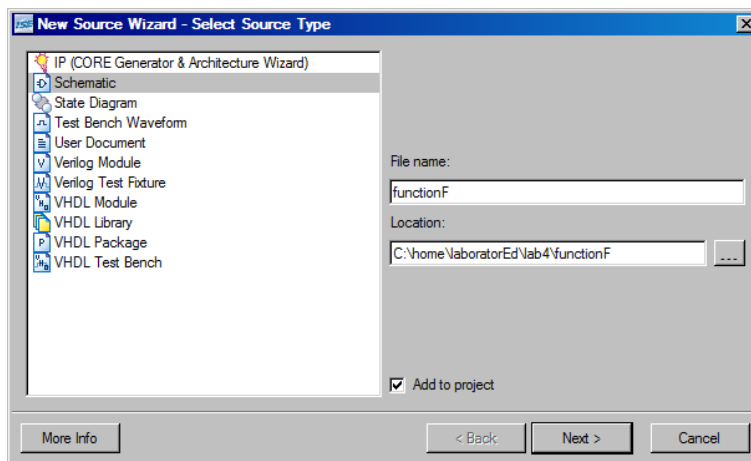 ISE New Source Wizard - Select Source Type
IP (CORE Generator & Architecture Wizard)
Schematic
State Diagram
Test Bench Waveform
User Document
Verilog Module
Verilog Test Fixture
VHDL Module
VHDL Library
VHDL Package
VHDL Test Bench
File name:
functionF
Location:
C:\home\laboratorEd\lab4\functionF
...
Add to project
More Info
< Back
Next >
Cancel